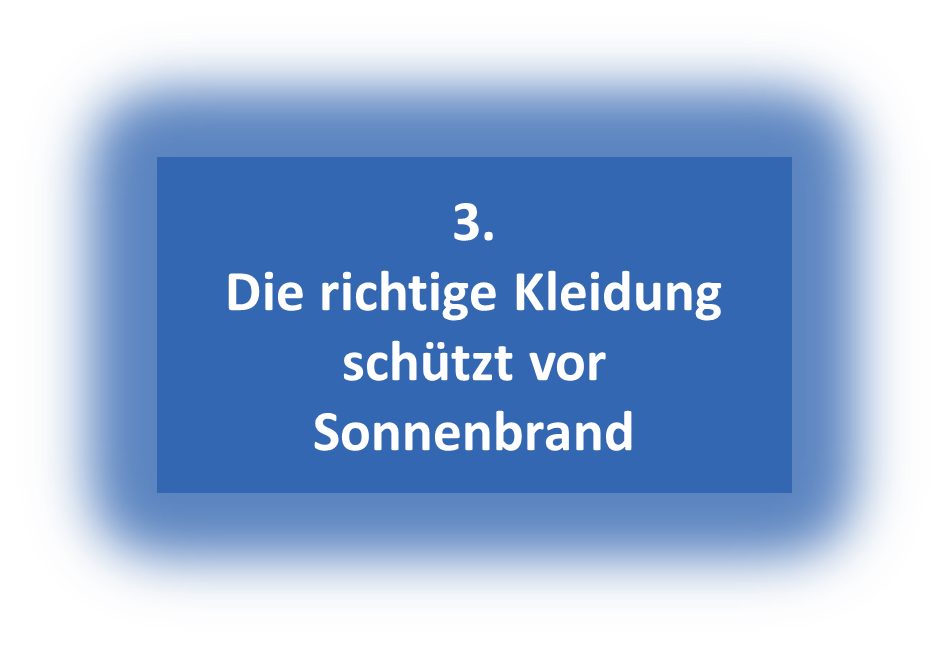 3.
Die richtige Kleidung
schützt vor
Sonnenbrand